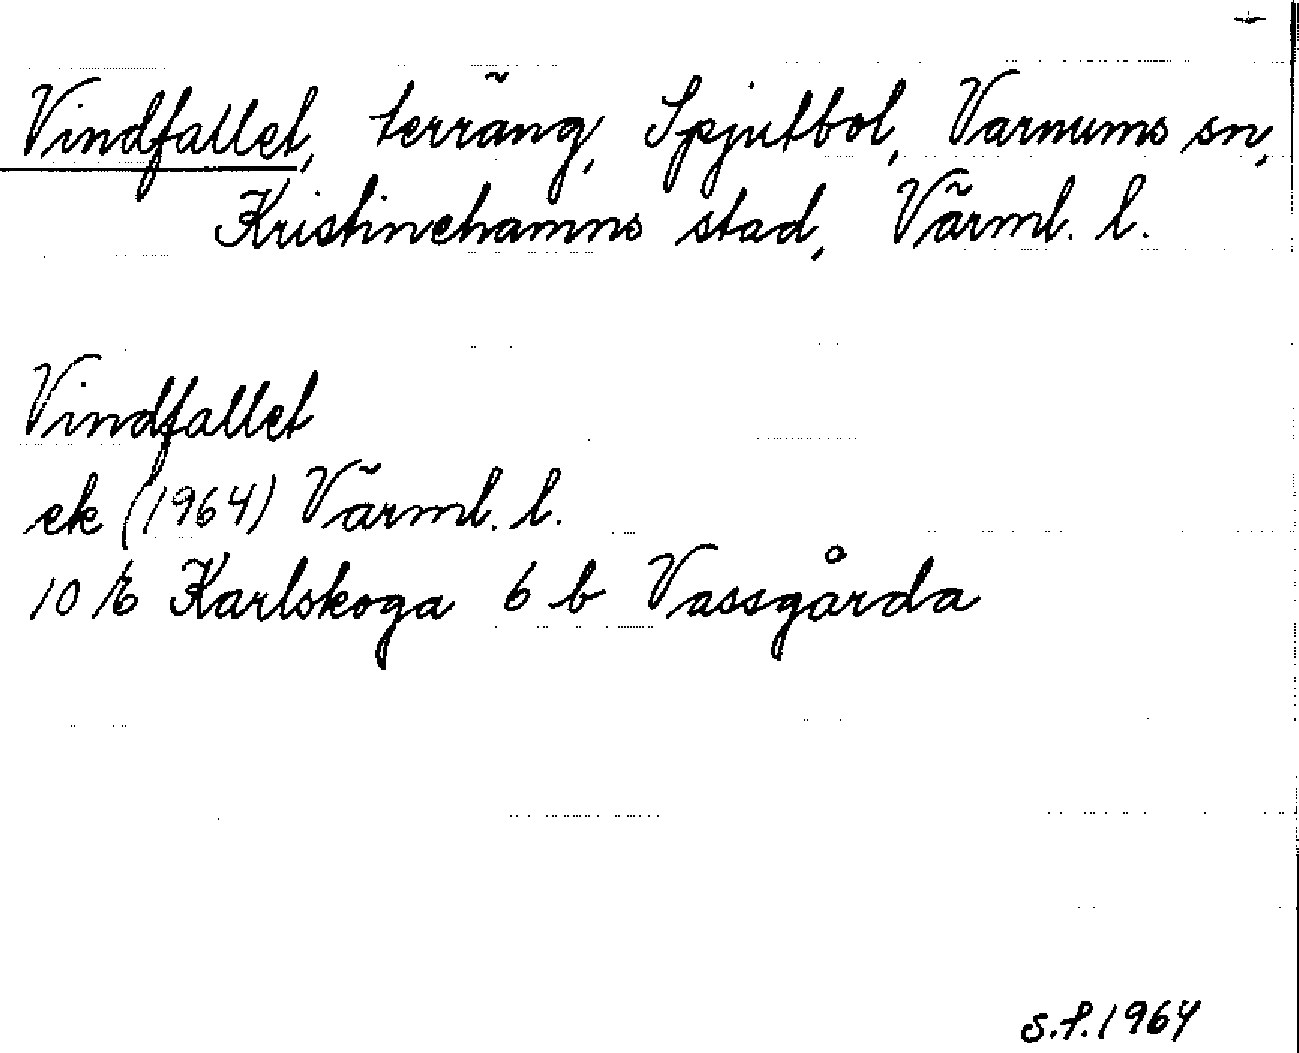 Vindfallet, terräng, Spjutbol, Varnums sn,
Kristinehamns stad, Värml. l.
Vindfallet
ek (1964) Värml. l.
10 E Karlskoga 6 b Vassgårda
S.f. 1964